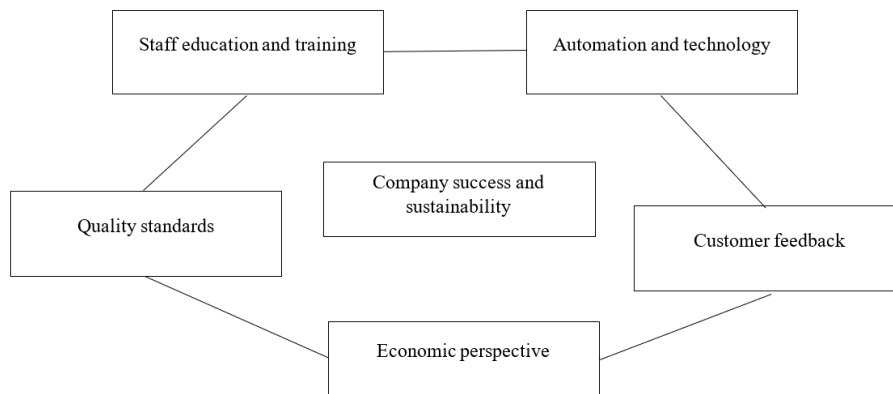 Staff education and training
Automation and technology
Company success and
sustainability
Quality standards
Customer feedback
Economic perspective